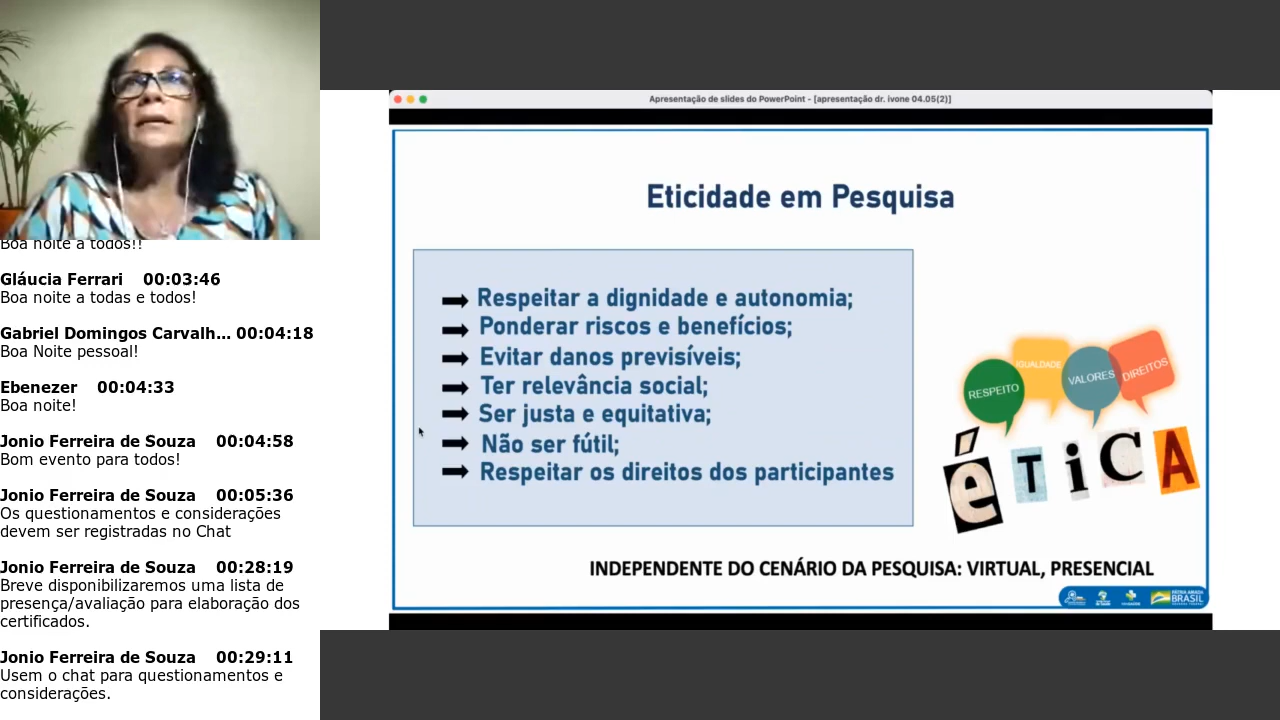 Boa noite a todos!!
Gláucia Ferrari 00:03:46
Boa noite a todas e todos!
Gabriel Domingos Carvalh... 00:04:18
Boa Noite pessoal!
Ebenezer 00:04:33
Boa noite!
Jonio Ferreira de Souza 00:04:58
Bom evento para todos!
Jonio Ferreira de Souza 00:05:36
Os questionamentos e considerações
devem ser registradas no Chat
Jonio Ferreira de Souza 00:28:19
Breve disponibilizaremos uma lista de
presença/avaliação para elaboração dos
certificados.
Jonio Ferreira de Souza 00:29:11
Usem o chat para questionamentos e
considerações.
Apresentação de slides do PowerPoint - [apresentação dr. ivone 04.05(2)]
Eticidade em Pesquisa
Respeitar a dignidade e autonomia;
Ponderar riscos e benefícios;
Evitar danos previsíveis;
Ter relevância social;
Ser justa e equitativa;
Não ser fútil;
Respeitar os direitos dos participantes
RESPEITO
IGUALDADE
VALORES
DIREITOS
éTiCA
INDEPENDENTE DO CENÁRIO DA PESQUISA: VIRTUAL, PRESENCIAL
PÁTRIA AMADA
BRASIL